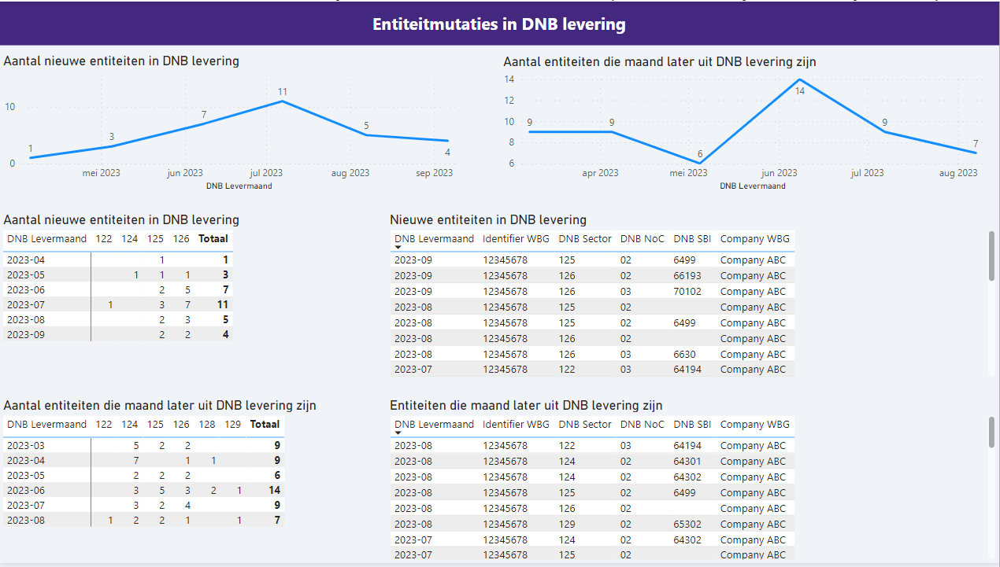 Entiteitmutaties in DNB levering
Aantal nieuwe entiteiten in DNB levering
10
0
1
3
7
11
5
4
mei 2023 jun 2023 jul 2023 aug 2023 sep 2023
DNB Levermaand
Aantal entiteiten die maand later uit DNB levering zijn
14
12
10
8
6
9
9
6
14
9
7
apr 2023 mei 2023 jun 2023 jul 2023 aug 2023
DNB Levermaand
Aantal nieuwe entiteiten in DNB levering
DNB Levermaand 122 124 125 126 Totaal
2023-04 1 1
2023-05 1 1 1 3
2023-06 2 5 7
2023-07 1 3 7 11
2023-08 2 3 5
2023-09 2 2 4
Nieuwe entiteiten in DNB levering
DNB Levermaand Identifier WBG DNB Sector DNB NoC DNB SBI Company WBG
2023-09 12345678 125 02 6499 Company ABC
2023-09 12345678 126 02 66193 Company ABC
2023-09 12345678 126 03 70102 Company ABC
2023-08 12345678 125 02 Company ABC
2023-08 12345678 125 02 6499 Company ABC
2023-08 12345678 126 02 Company ABC
2023-08 12345678 126 03 6630 Company ABC
2023-07 12345678 122 03 64194 Company ABC
Aantal entiteiten die maand later uit DNB levering zijn
DNB Levermaand 122 124 125 126 128 129 Totaal
2023-03 5 2 2 9
2023-04 7 1 1 9
2023-05 2 2 2 6
2023-06 3 5 3 2 1 14
2023-07 3 2 4 9
2023-08 1 2 2 1 1 7
Entiteiten die maand later uit DNB levering zijn
DNB Levermaand Identifier WBG DNB Sector DNB NoC DNB SBI Company WBG
2023-08 12345678 122 03 64194 Company ABC
2023-08 12345678 124 02 64301 Company ABC
2023-08 12345678 124 02 64302 Company ABC
2023-08 12345678 125 02 6499 Company ABC
2023-08 12345678 126 02 Company ABC
2023-08 12345678 129 02 65302 Company ABC
2023-07 12345678 124 02 64302 Company ABC
2023-07 12345678 125 02 Company ABC